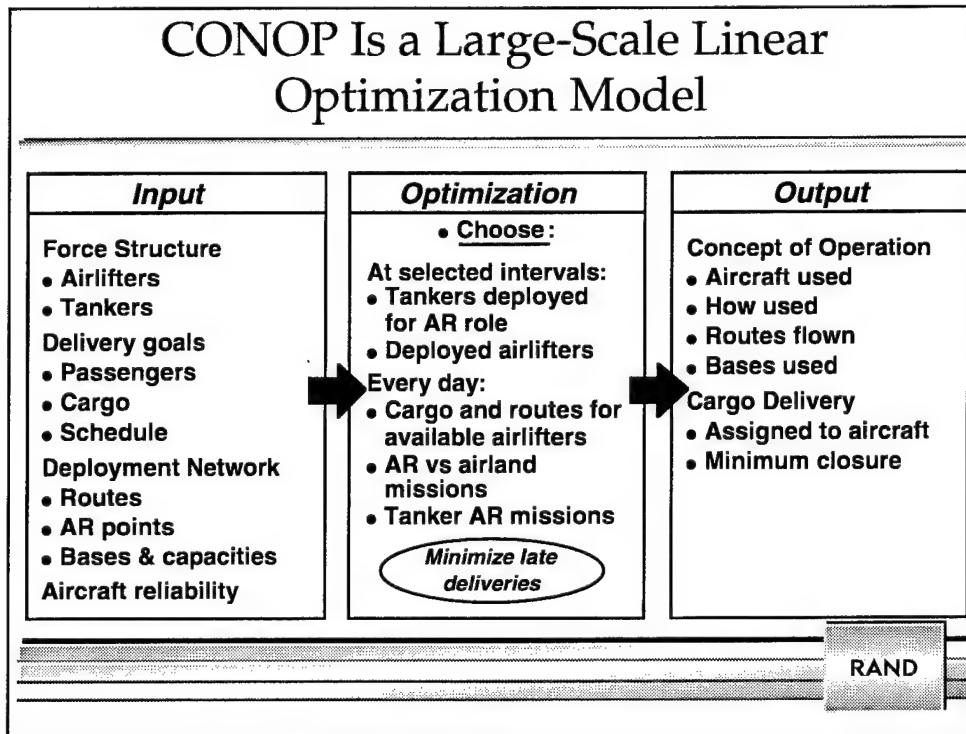 CONOP Is a Large-Scale Linear
Optimization Model
Input
Force Structure
• Airlifters
• Tankers
Delivery goals
• Passengers
• Cargo
• Schedule
Deployment Network
• Routes
• AR points
• Bases & capacities
Aircraft reliability
Optimization
• Choose:
At selected intervals:
• Tankers deployed
for AR role
• Deployed airlifters
Every day:
• Cargo and routes for
available airlifters
• AR vs airland
missions
• Tanker AR missions
Minimize late
deliveries
Output
Concept of Operation
• Aircraft used
• How used
• Routes flown
• Bases used
Cargo Delivery
• Assigned to aircraft
• Minimum closure
RAND